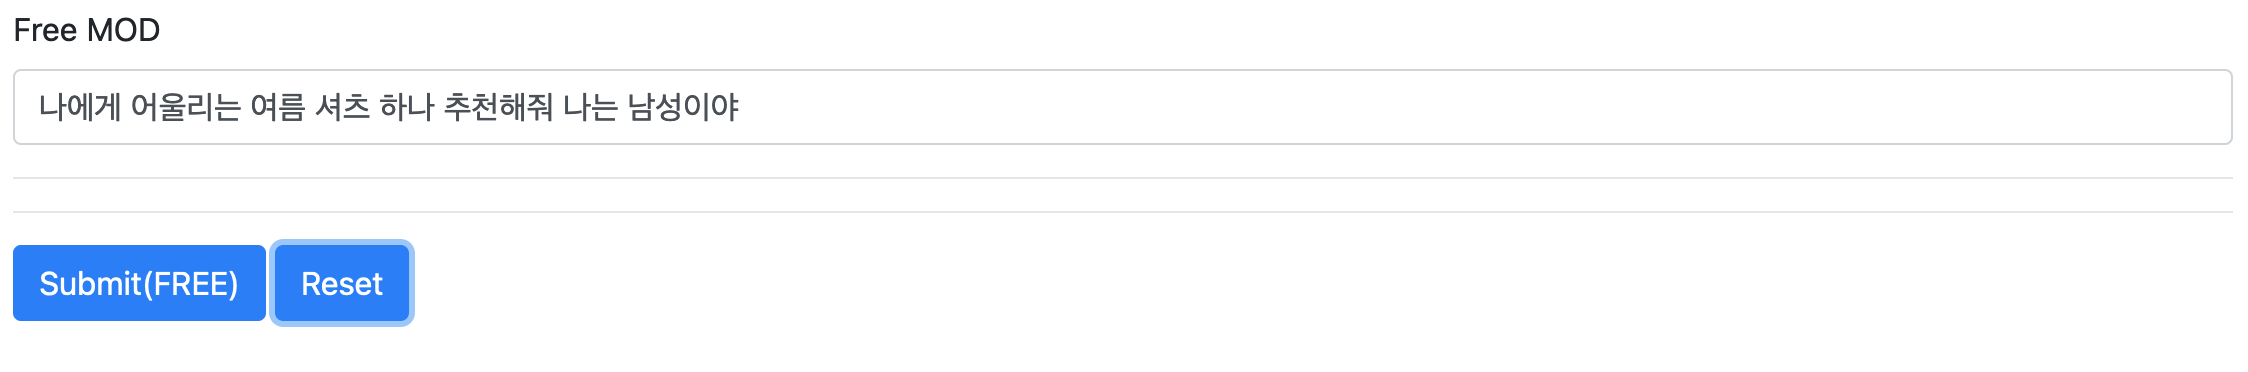 Free MOD
나에게 어울리는 여름 셔츠 하나 추천해줘 나는 남성이야
Submit(FREE) Reset